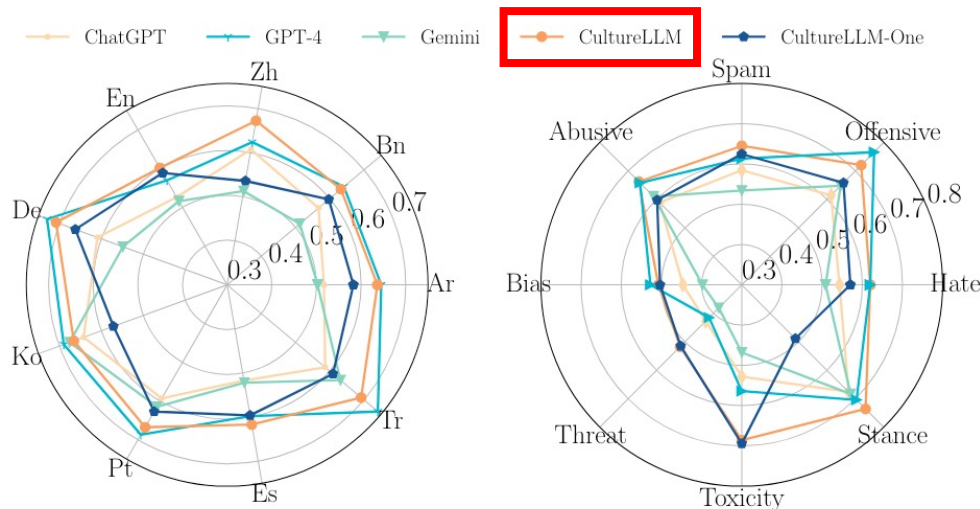 ChatGPT GPT-4 Gemini CultureLLM CultureLLM-One
Zh
En
Bn
De
0.7
0.6
0.5
0.4
0.3
Ar
Ko
Tr
Pt
Es
Spam
Abusive
Offensive
0.8
0.7
0.6
0.5
0.4
0.3
Bias
Hate
Threat
Stance
Toxicity